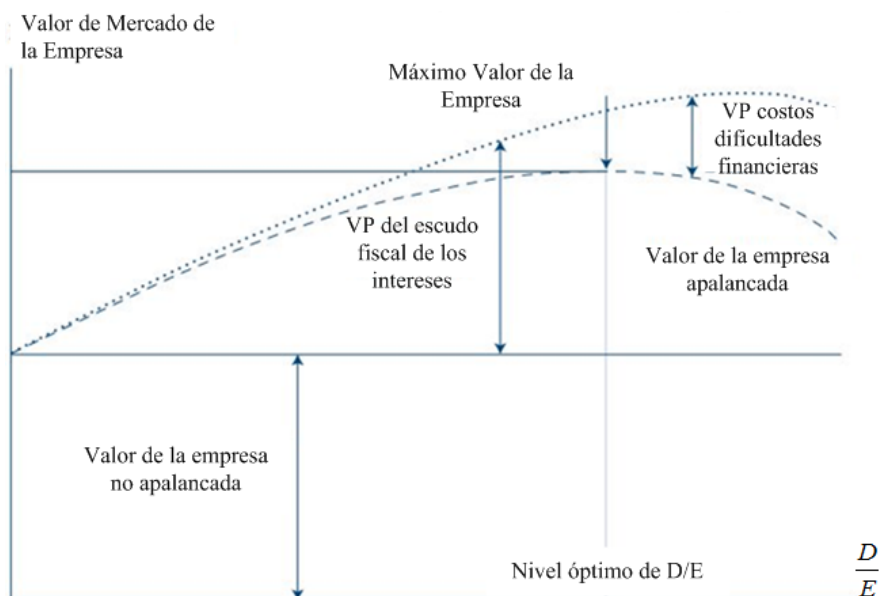 Valor de Mercado de
la Empresa
Máximo Valor de la
Empresa
VP costos
dificultades
financieras
VP del escudo
fiscal de los
intereses
Valor de la empresa
apalancada
Valor de la empresa
no apalancada
Nivel óptimo de D/E
D
E